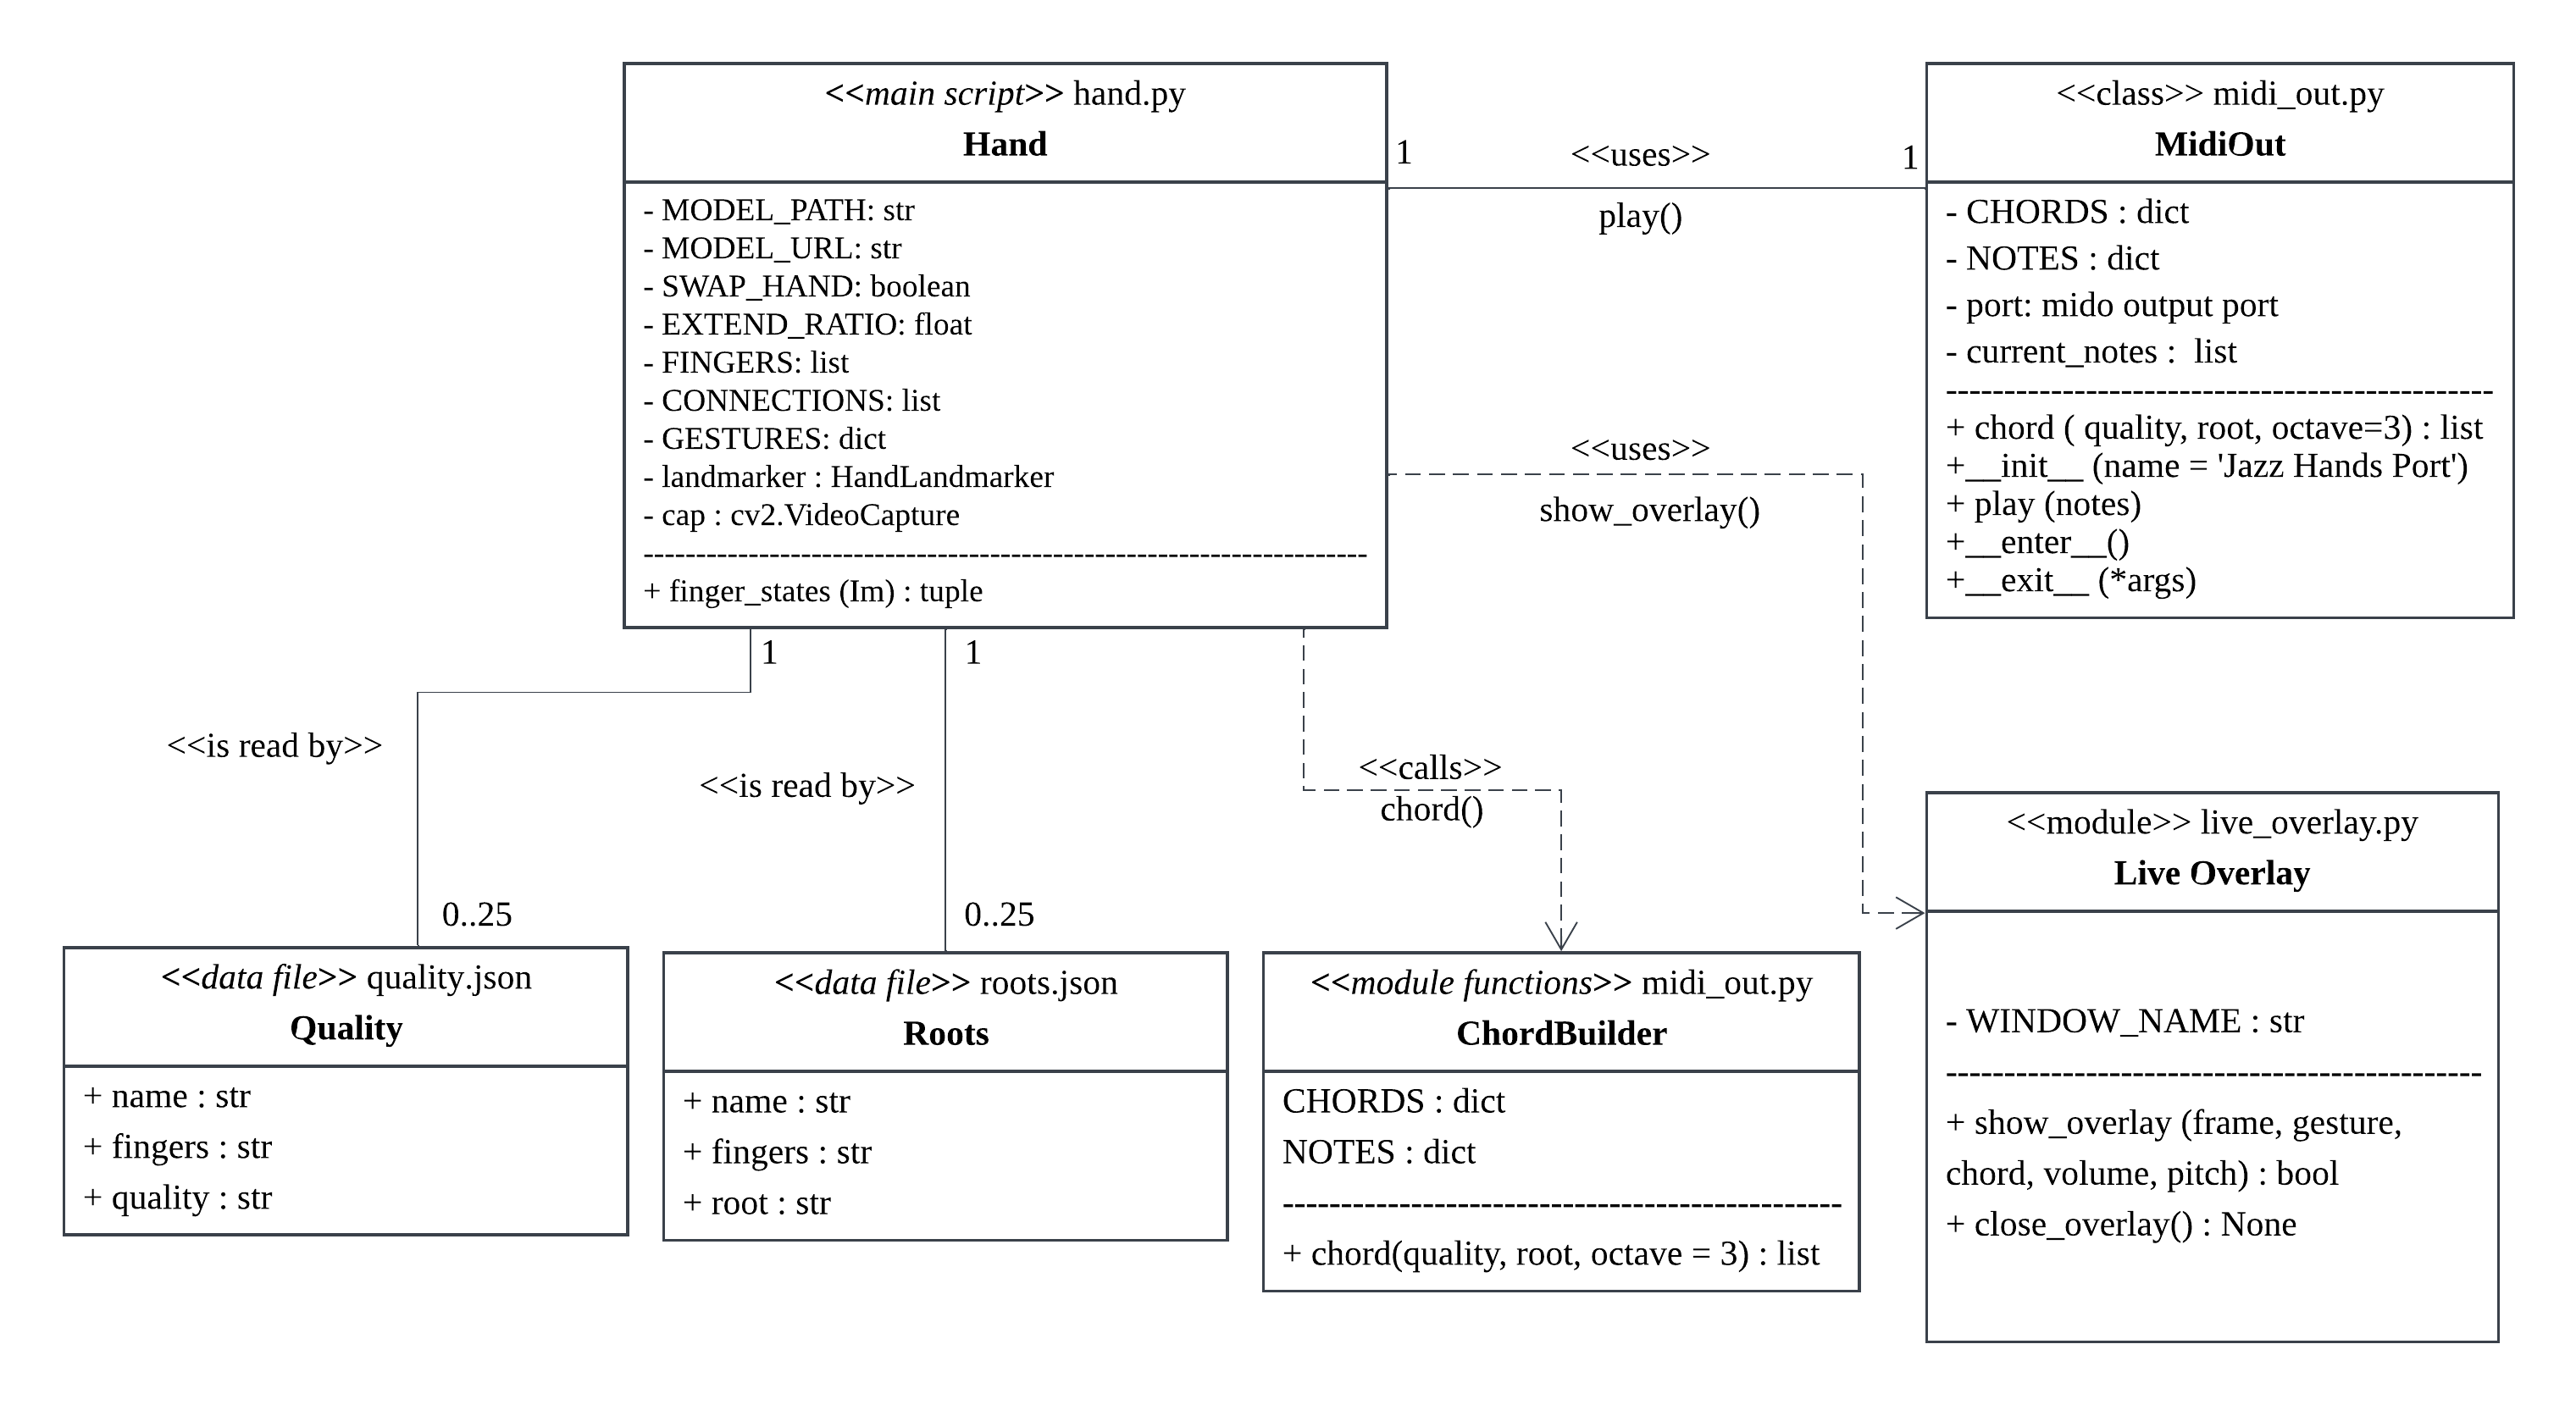 <<main script>> hand.py
Hand
- MODEL_PATH: str
- MODEL_URL: str
- SWAP_HAND: boolean
- EXTEND_RATIO: float
- FINGERS: list
- CONNECTIONS: list
- GESTURES: dict
- landmarker : HandLandmarker
- cap : cv2.VideoCapture
--------------------------------------------------------------------
+ finger_states (Im) : tuple
1
<<uses>>
1
play()
<<class>> midi_out.py
MidiOut
- CHORDS : dict
- NOTES : dict
- port: mido output port
- current_notes :  list
-----------------------------------------------
+ chord ( quality, root, octave=3) : list
+__init__ (name = 'Jazz Hands Port')
+ play (notes)
+__enter__()
+__exit__ (*args)
<<uses>>
show_overlay()
1
1
<<is read by>>
<<is read by>>
<<calls>>
chord()
0..25
0..25
<<data file>> quality.json
Quality
+ name : str
+ fingers : str
+ quality : str
<<data file>> roots.json
Roots
+ name : str
+ fingers : str
+ root : str
<<module functions>> midi_out.py
ChordBuilder
CHORDS : dict
NOTES : dict
------------------------------------------------
+ chord(quality, root, octave = 3) : list
<<module>> live_overlay.py
Live Overlay
- WINDOW_NAME : str
----------------------------------------------
+ show_overlay (frame, gesture,
chord, volume, pitch) : bool
+ close_overlay() : None